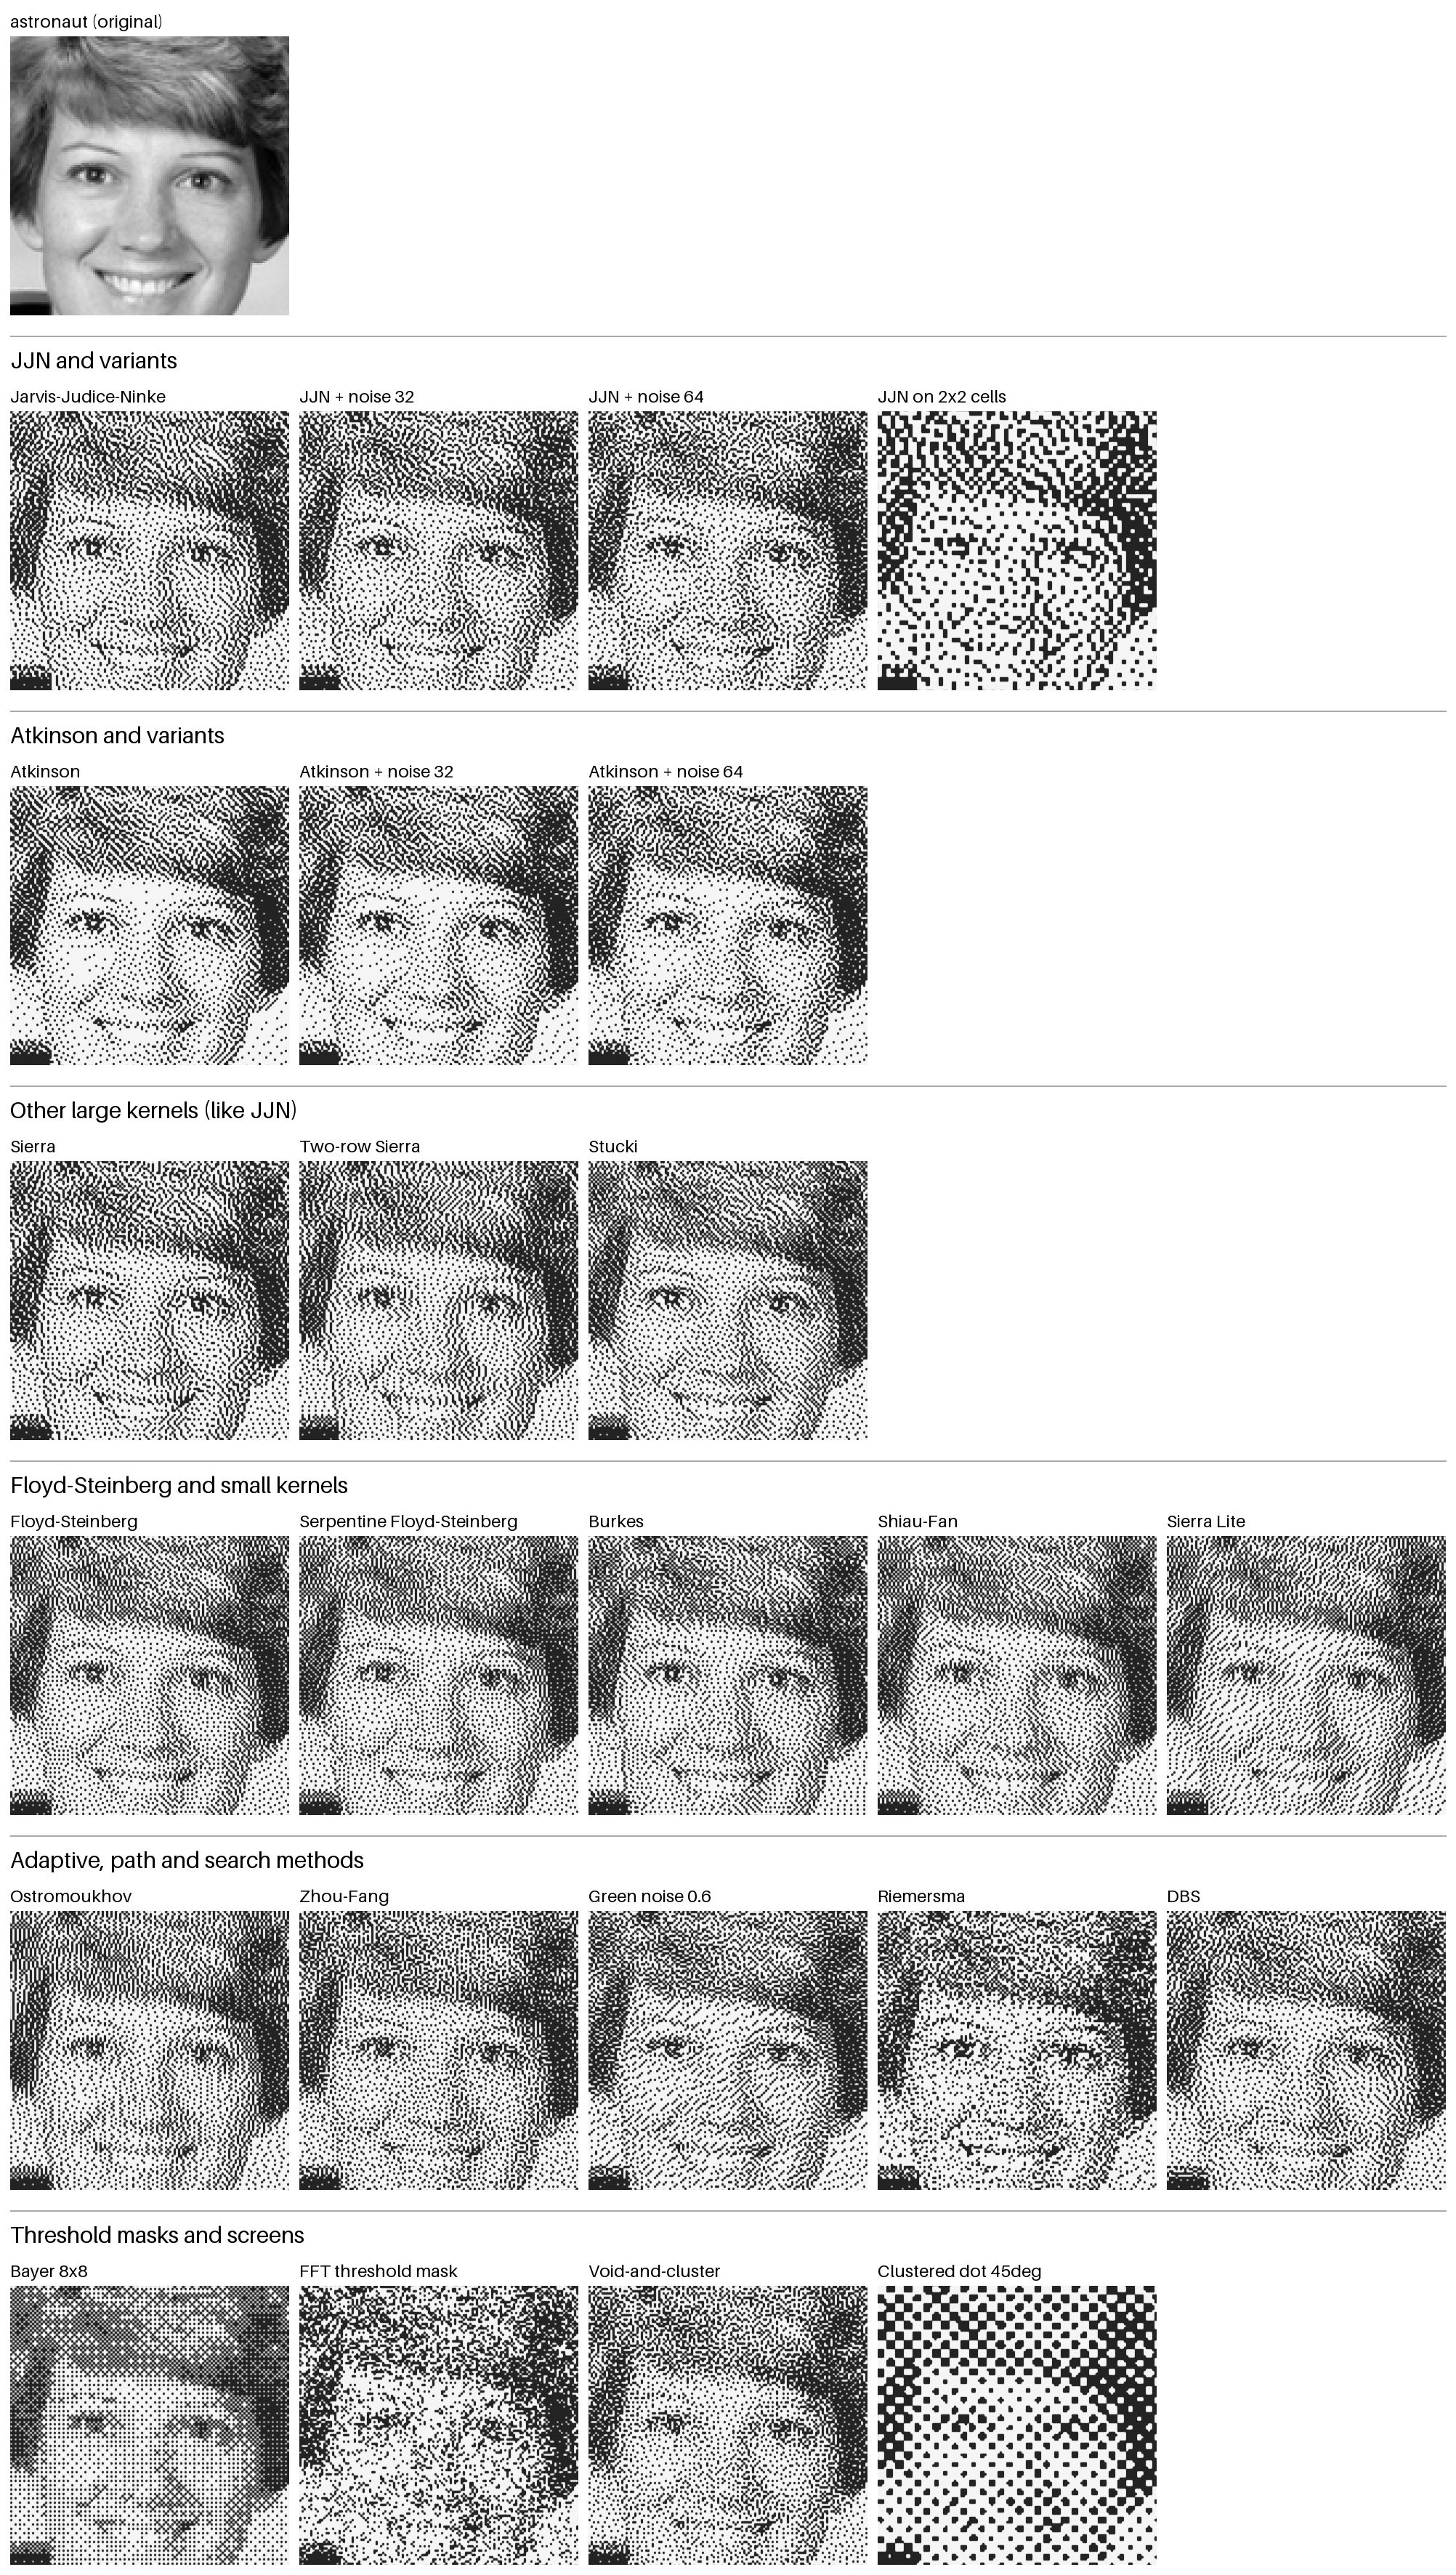 astronaut (original)
JJN and variants
Jarvis-Judice-Ninke
JJN + noise 32
JJN + noise 64
JJN on 2x2 cells
Atkinson and variants
Atkinson
Atkinson + noise 32
Atkinson + noise 64
Other large kernels (like JJN)
Sierra
Two-row Sierra
Stucki
Floyd-Steinberg and small kernels
Floyd-Steinberg
Serpentine Floyd-Steinberg
Burkes
Shiau-Fan
Sierra Lite
Adaptive, path and search methods
Ostromoukhov
Zhou-Fang
Green noise 0.6
Riemersma
DBS
Threshold masks and screens
Bayer 8x8
FFT threshold mask
Void-and-cluster
Clustered dot 45deg